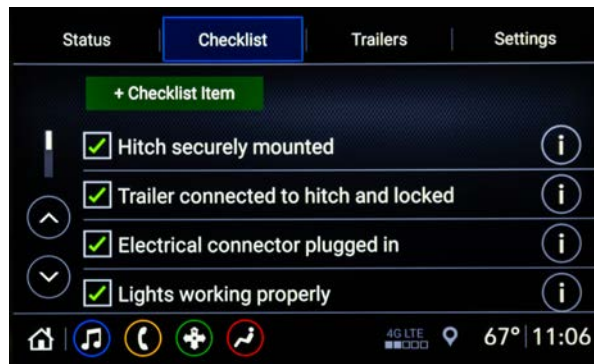 Status Checklist Trailers Settings
+ Checklist Item
Hitch securely mounted
Trailer connected to hitch and locked
Electrical connector plugged in
Lights working properly
4G LTE 67° 11:06